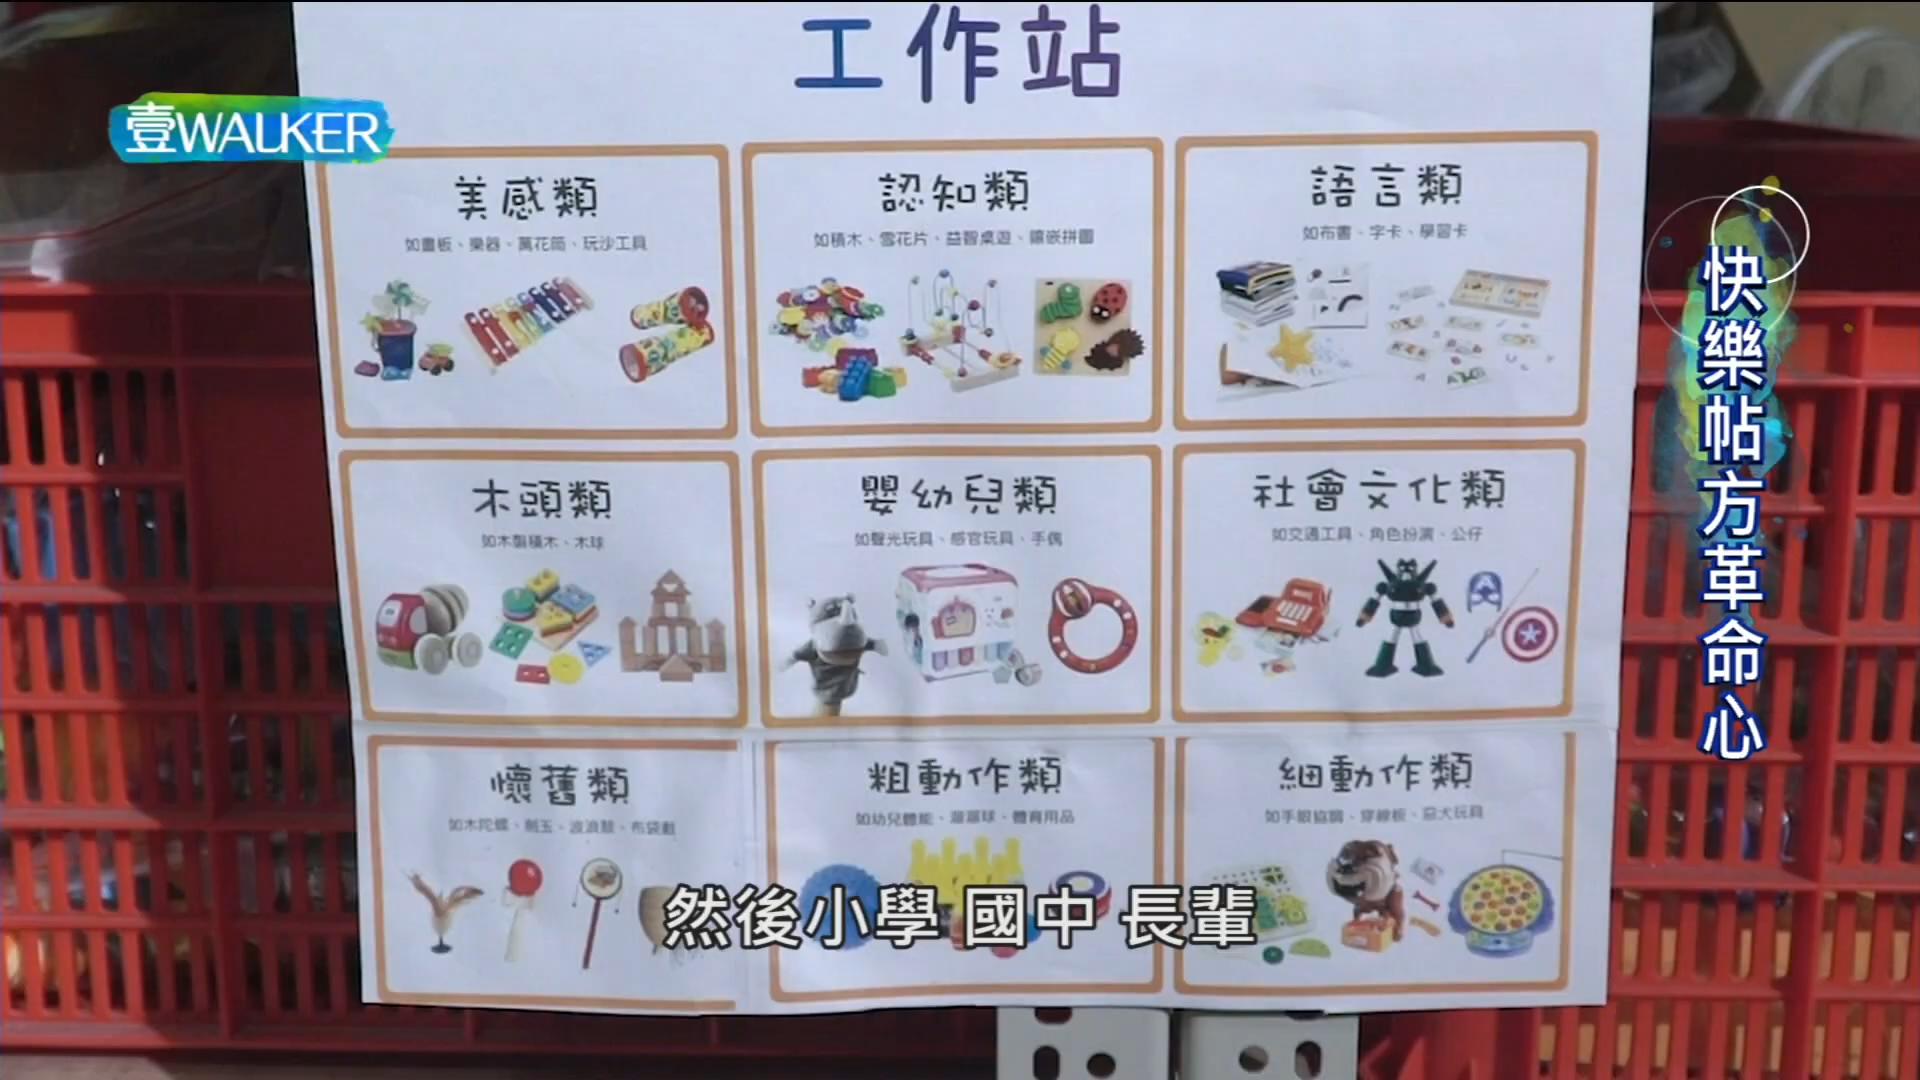 工作站
壹WALKER
美感類
如畫板、樂器、萬花筒、玩沙工具
認知類
如積木、雪花片、益智桌遊、鑲嵌拼圖
語言類
如布書、字卡、學習卡
木頭類
如木製積木、木球
嬰幼兒類
如聲光玩具、感官玩具、手偶
社會文化類
如交通工具、角色扮演、公仔
懷舊類
如木陀螺、劍玉、波浪鼓、布袋戲
粗動作類
如幼兒體能、溜溜球、體育用品
細動作類
如手眼協調、穿線板、惡犬玩具
然後小學 國中 長輩
快樂帖方革命心